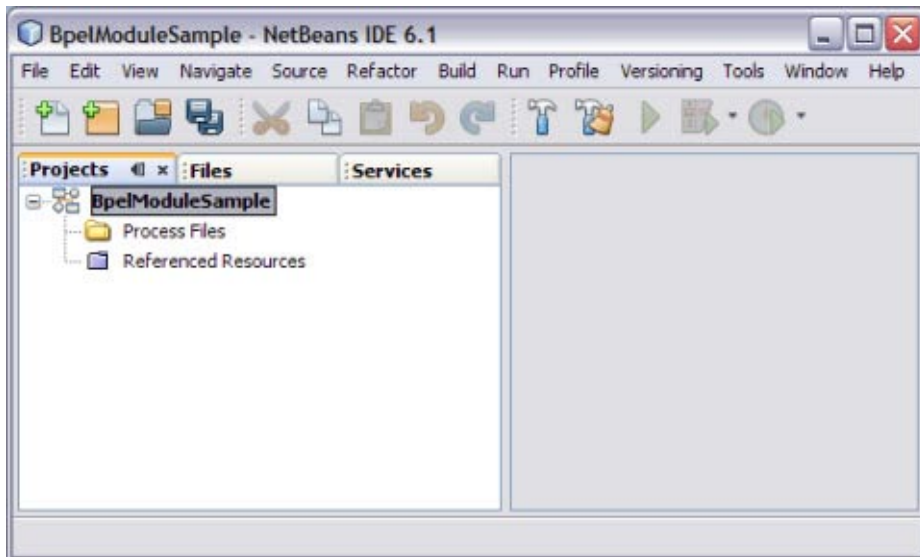 BpelModuleSample - NetBeans IDE 6.1
File Edit View Navigate Source Refactor Build Run Profile Versioning Tools Window Help
Projects Files Services
BpelModuleSample
Process Files
Referenced Resources